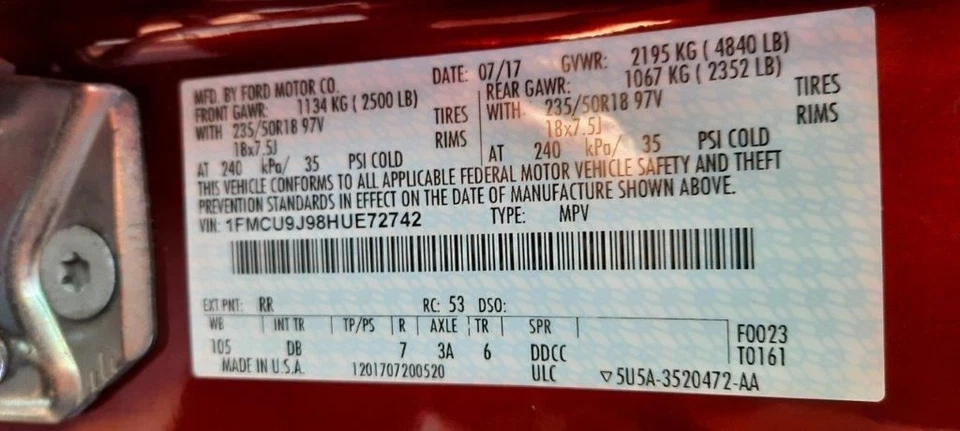 MFD. BY FORD MOTOR CO. DATE: 07/17 GVWR: 2195 KG ( 4840 LB)
FRONT GAWR: 1134 KG ( 2500 LB) REAR GAWR: 1067 KG ( 2352 LB)
WITH 235/50R18 97V TIRES WITH 235/50R18 97V TIRES
18x7.5J RIMS 18x7.5J RIMS
AT 240 kPa/ 35 PSI COLD AT 240 kPa/ 35 PSI COLD
THIS VEHICLE CONFORMS TO ALL APPLICABLE FEDERAL MOTOR VEHICLE SAFETY AND THEFT
PREVENTION STANDARDS IN EFFECT ON THE DATE OF MANUFACTURE SHOWN ABOVE.
VIN: 1FMCU9J98HUE72742 TYPE: MPV
EXT PNT: RR RC: 53 DSO:
WB INT TR TP/PS R AXLE TR SPR F0023
105 DB 7 3A 6 DDCC T0161
MADE IN U.S.A. 1201707200520 ULC ▽5U5A-3520472-AA